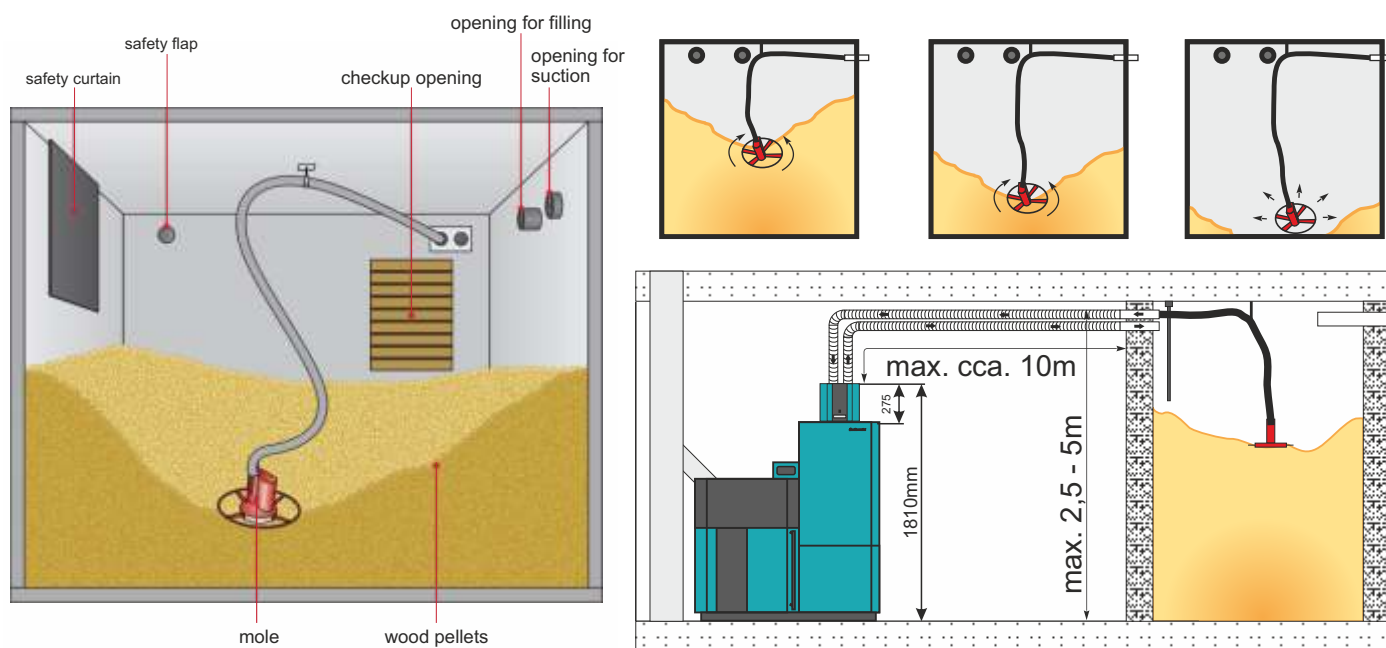 opening for filling
safety flap
opening for
suction
safety curtain
checkup opening
mole
wood pellets
max. cca. 10m
275
1810mm
max. 2,5 - 5m